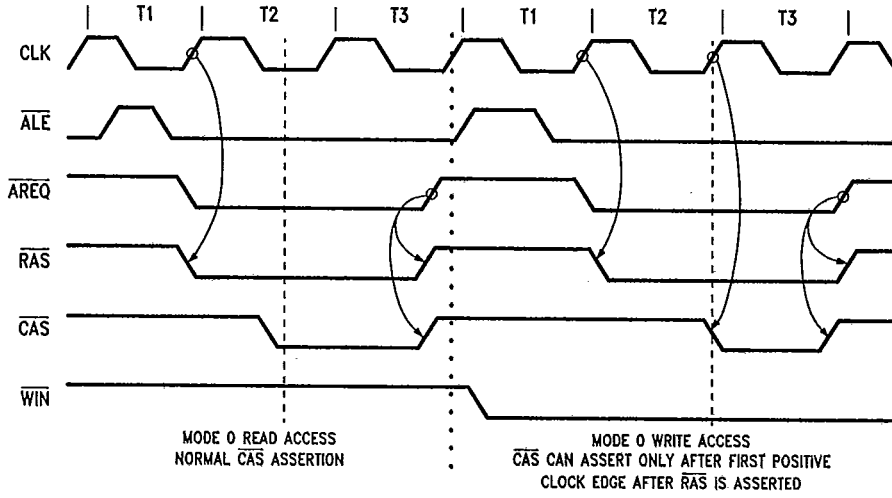 T1 T2 T3 T1 T2 T3
CLK
ALE
AREQ
RAS
CAS
WIN
MODE 0 READ ACCESS
NORMAL CAS ASSERTION
MODE 0 WRITE ACCESS
CAS CAN ASSERT ONLY AFTER FIRST POSITIVE
CLOCK EDGE AFTER RAS IS ASSERTED